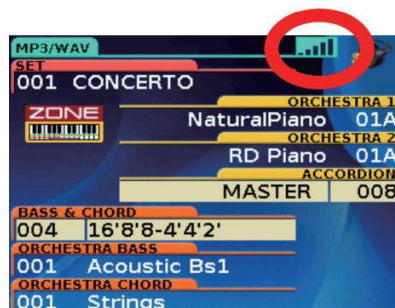 MP3/WAV
SET
001 CONCERTO
ZONE
ORCHESTRA 1
NaturalPiano 01A
ORCHESTRA 2
RD Piano 01A
ACCORDION
MASTER 008
BASS & CHORD
004 16'8'8-4'4'2'
ORCHESTRA BASS
001 Acoustic Bs1
ORCHESTRA CHORD
001 Strings